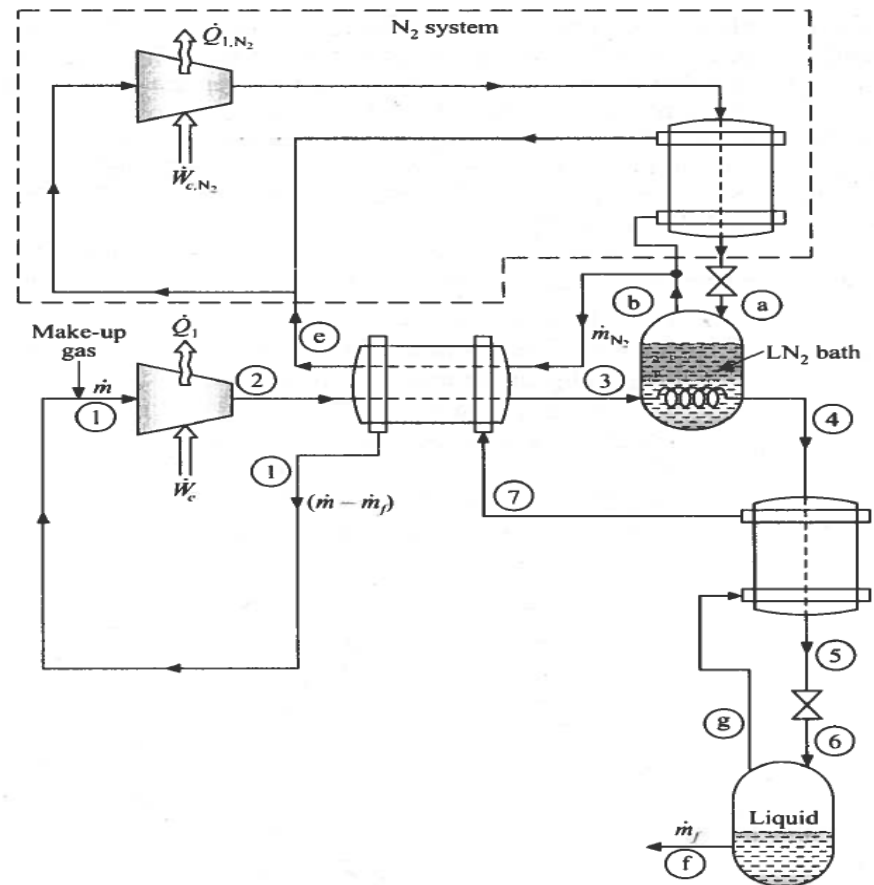 N₂ system
Q̇₁,N₂
Ẇc,N₂
b
a
ṁN₂
LN₂ bath
Make-up
gas
ṁ
1
Q̇₁
2
e
3
4
Ẇc
1
(ṁ − ṁf)
7
5
g
6
Liquid
ṁf
f